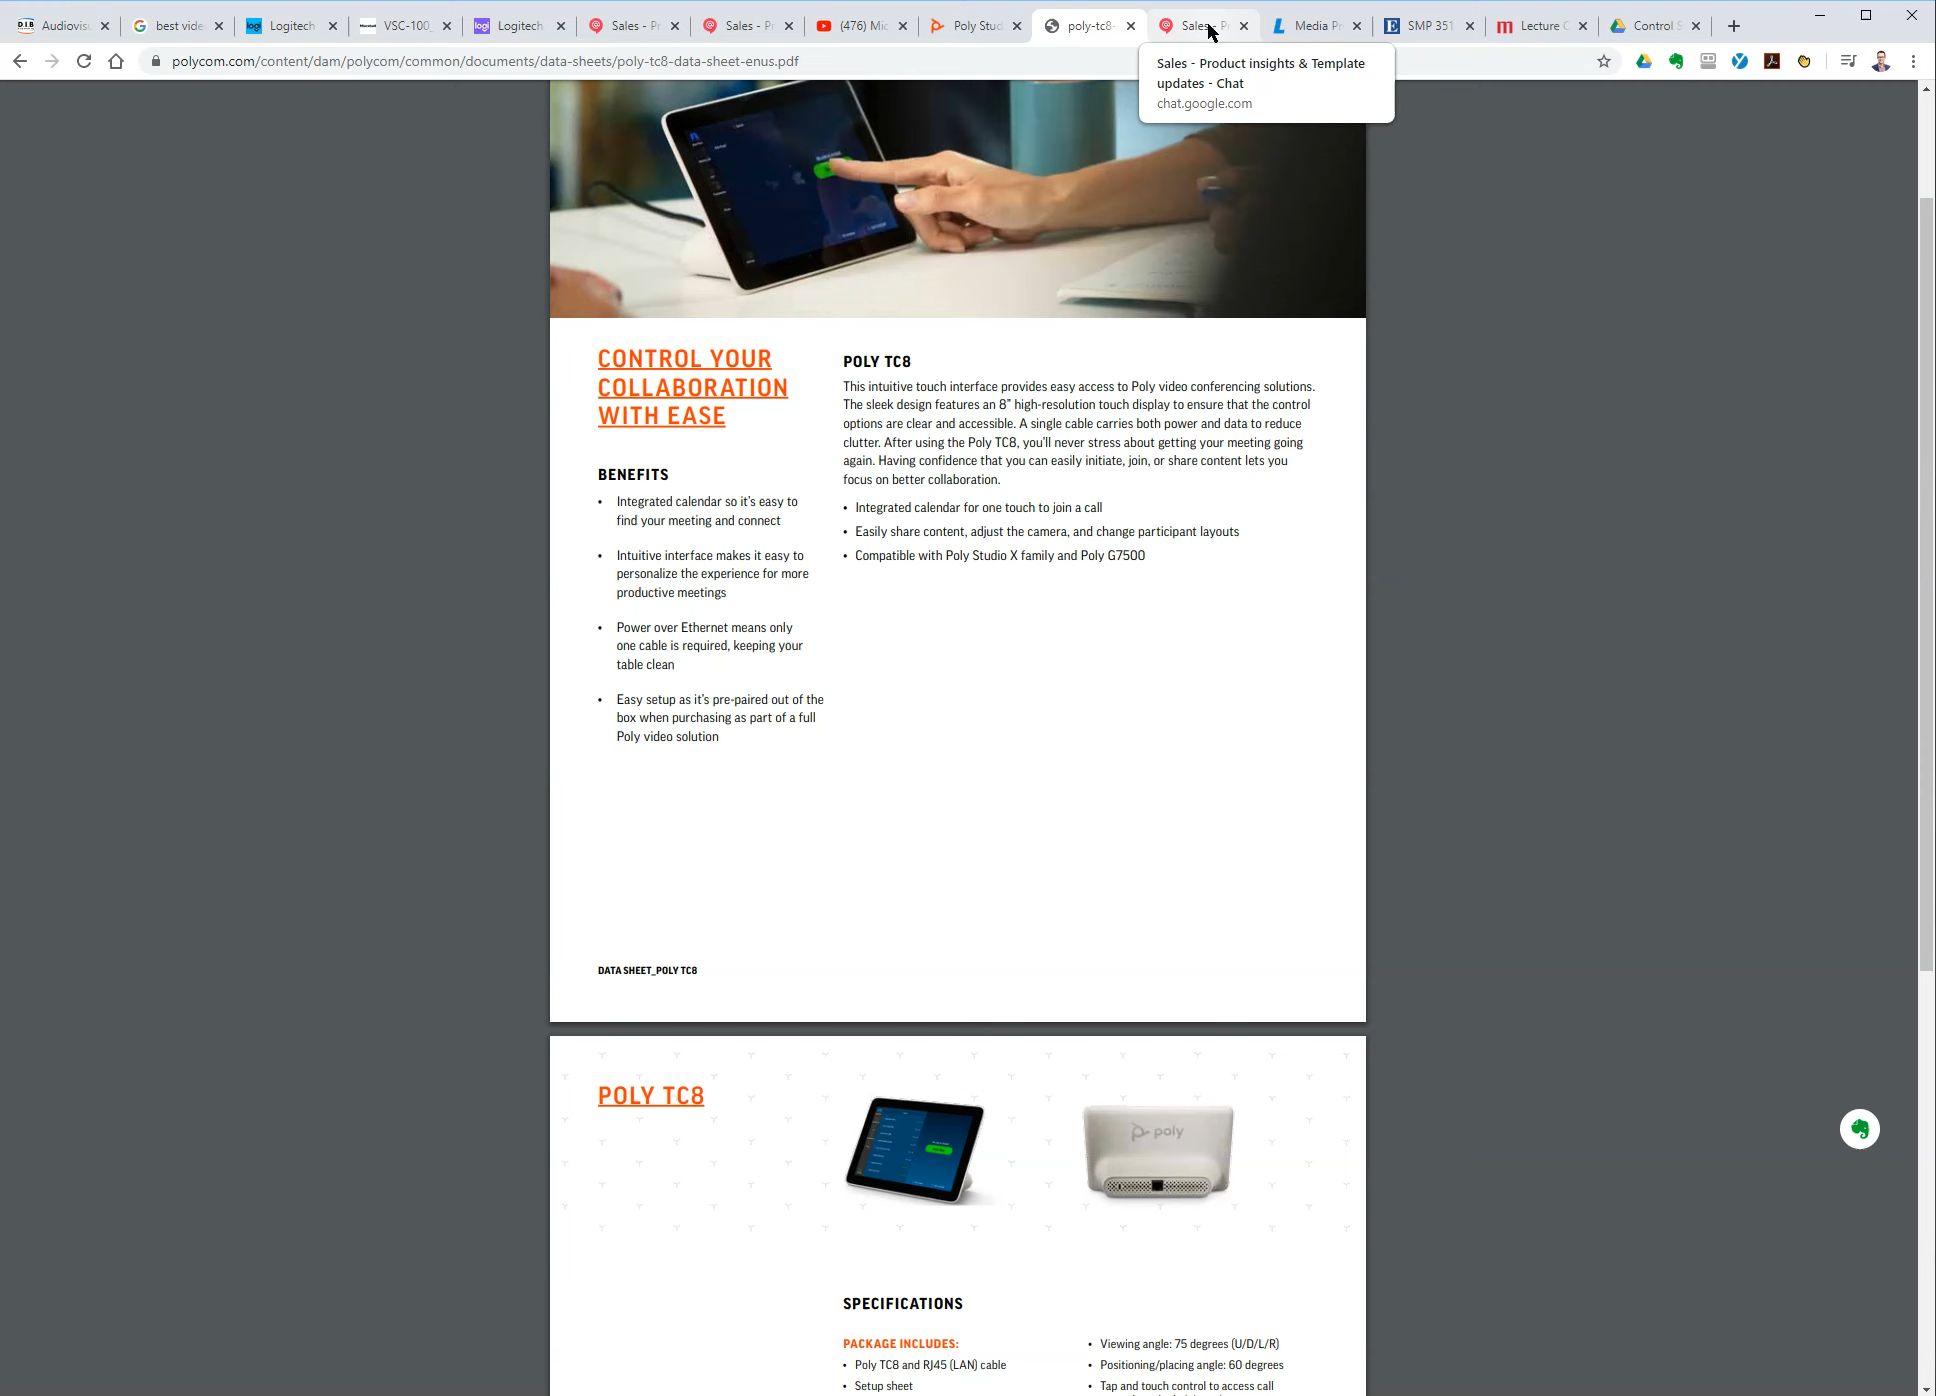 Audiovis
best vide
Logitech
VSC-100_
Logitech
Sales - Pr
Sales - Pr
(476) Mic
Poly Stud
poly-tc8-
Sales - Pr
Media Pr
SMP 351
Lecture C
Control S
polycom.com/content/dam/polycom/common/documents/data-sheets/poly-tc8-data-sheet-enus.pdf
Sales - Product insights & Template
updates - Chat
chat.google.com
CONTROL YOUR
COLLABORATION
WITH EASE
BENEFITS
• Integrated calendar so it's easy to
find your meeting and connect
• Intuitive interface makes it easy to
personalize the experience for more
productive meetings
• Power over Ethernet means only
one cable is required, keeping your
table clean
• Easy setup as it's pre-paired out of the
box when purchasing as part of a full
Poly video solution
POLY TC8
This intuitive touch interface provides easy access to Poly video conferencing solutions.
The sleek design features an 8" high-resolution touch display to ensure that the control
options are clear and accessible. A single cable carries both power and data to reduce
clutter. After using the Poly TC8, you'll never stress about getting your meeting going
again. Having confidence that you can easily initiate, join, or share content lets you
focus on better collaboration.
• Integrated calendar for one touch to join a call
• Easily share content, adjust the camera, and change participant layouts
• Compatible with Poly Studio X family and Poly G7500
DATA SHEET_POLY TC8
POLY TC8
poly
SPECIFICATIONS
PACKAGE INCLUDES:
• Poly TC8 and RJ45 (LAN) cable
• Setup sheet
• Viewing angle: 75 degrees (U/D/L/R)
• Positioning/placing angle: 60 degrees
• Tap and touch control to access call